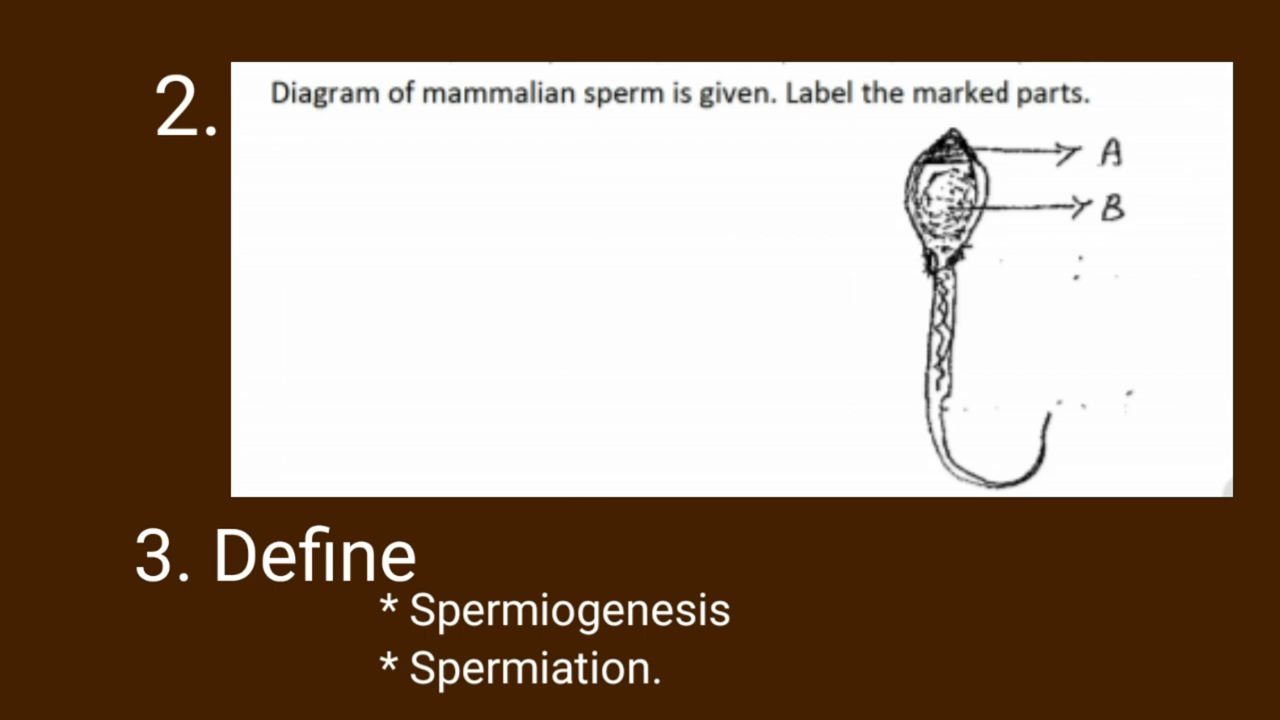 2.
Diagram of mammalian sperm is given. Label the marked parts.
A
B
3. Define
* Spermiogenesis
* Spermiation.